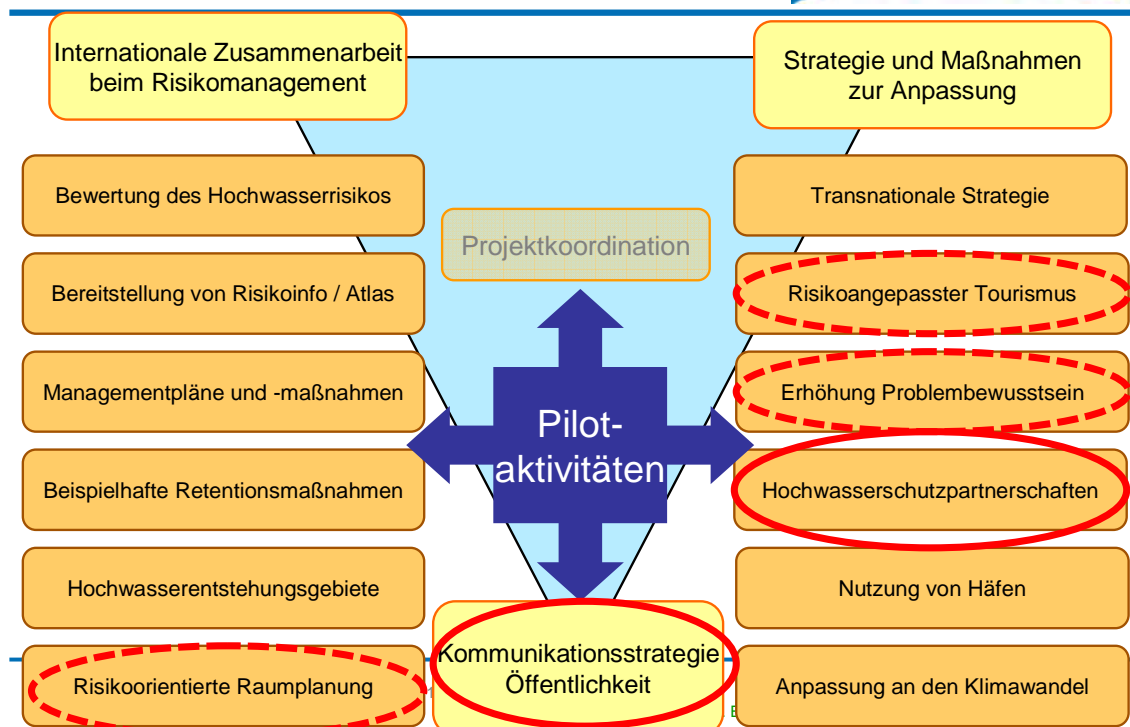 Internationale Zusammenarbeit
beim Risikomanagement
Strategie und Maßnahmen
zur Anpassung
Bewertung des Hochwasserrisikos
Transnationale Strategie
Projektkoordination
Bereitstellung von Risikoinfo / Atlas
Risikoangepasster Tourismus
Managementpläne und -maßnahmen
Erhöhung Problembewusstsein
Pilot-
aktivitäten
Beispielhafte Retentionsmaßnahmen
Hochwasserschutzpartnerschaften
Hochwasserentstehungsgebiete
Nutzung von Häfen
Kommunikationsstrategie
Öffentlichkeit
Risikoorientierte Raumplanung
Anpassung an den Klimawandel